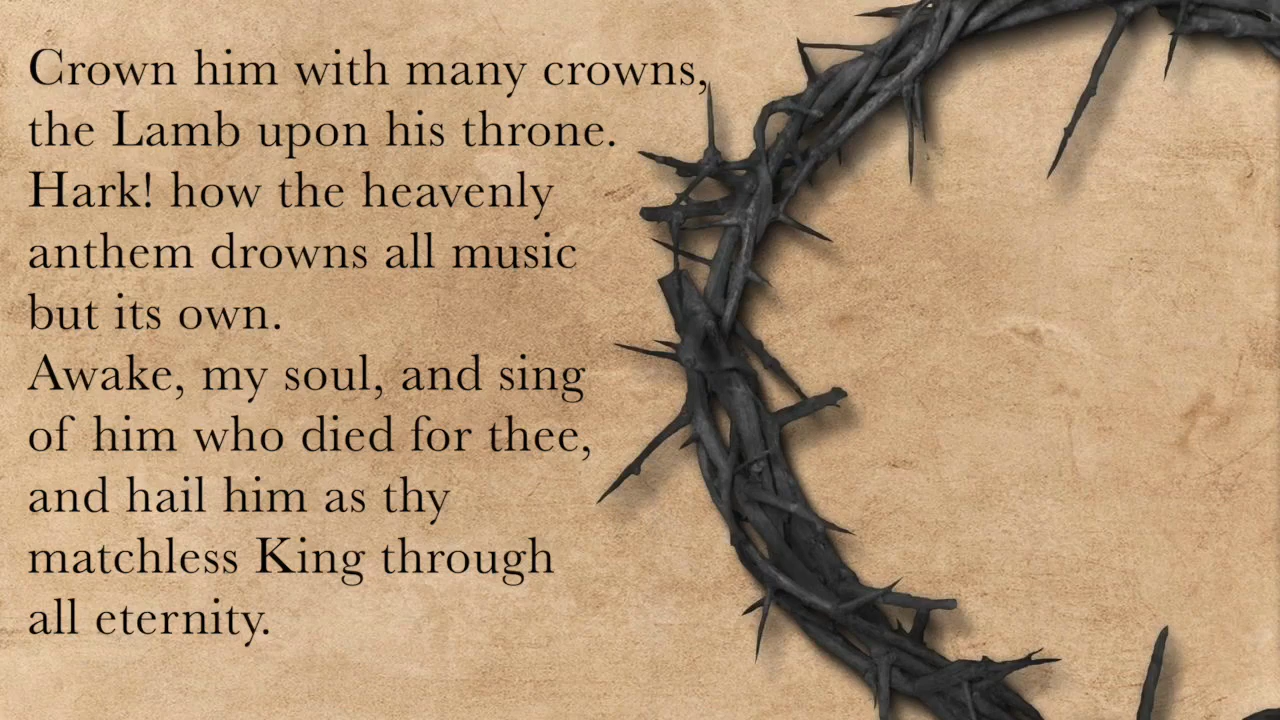 Crown him with many crowns,
the Lamb upon his throne.
Hark! how the heavenly
anthem drowns all music
but its own.
Awake, my soul, and sing
of him who died for thee,
and hail him as thy
matchless King through
all eternity.